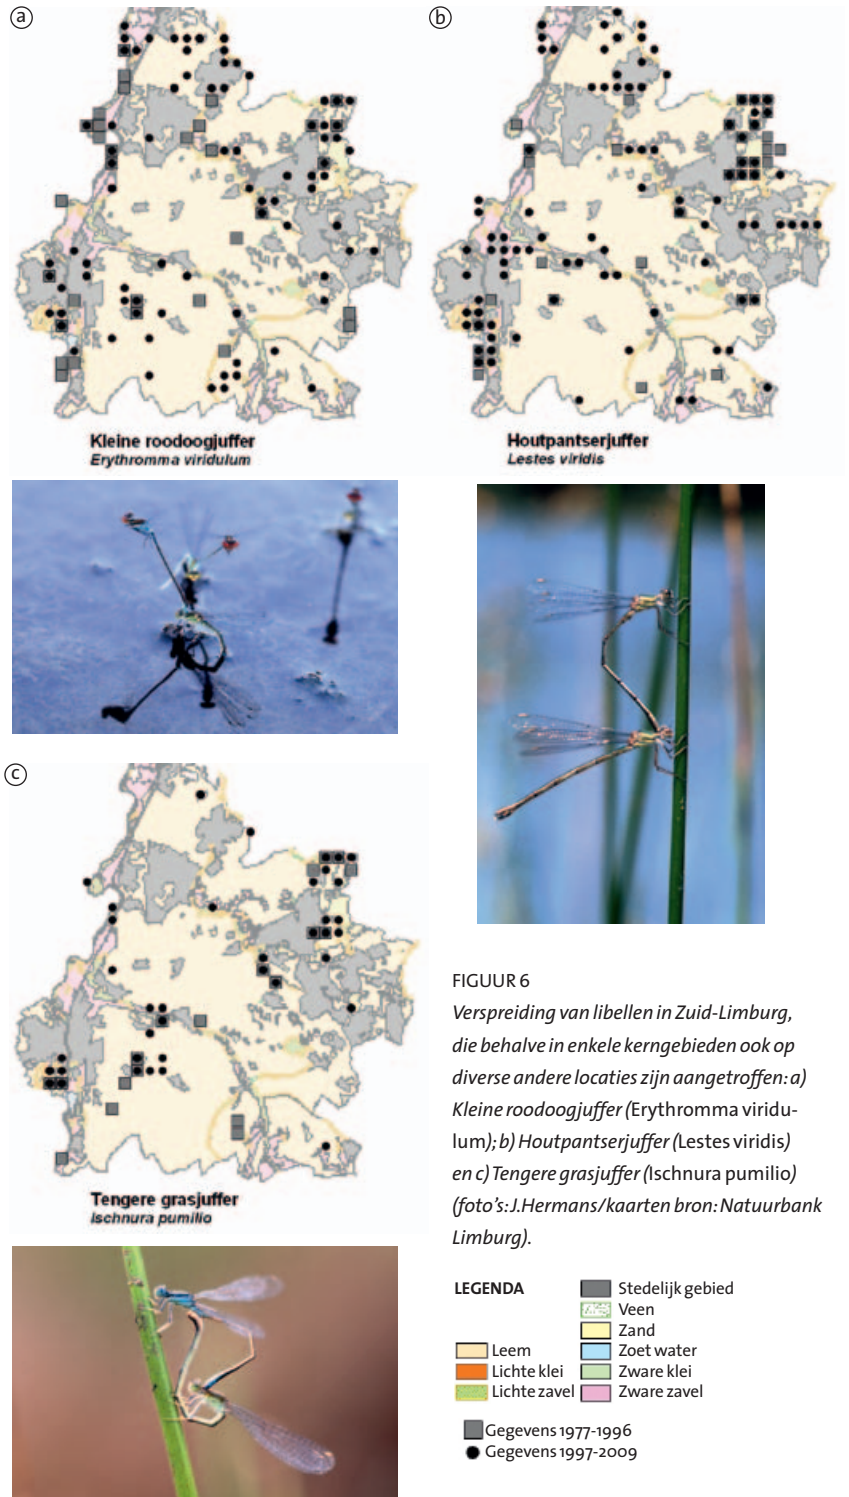 a
b
Kleine roodoogjuffer
Erythromma viridulum
Houtpantserjuffer
Lestes viridis
c
Tengere grasjuffer
Ischnura pumilio
FIGUUR 6
Verspreiding van libellen in Zuid-Limburg,
die behalve in enkele kerngebieden ook op
diverse andere locaties zijn aangetroffen: a)
Kleine roodoogjuffer (Erythromma viridu-
lum); b) Houtpantserjuffer (Lestes viridis)
en c) Tengere grasjuffer (Ischnura pumilio)
(foto's: J. Hermans/kaarten bron: Natuurbank
Limburg).
LEGENDA
Stedelijk gebied
Veen
Zand
Leem
Zoet water
Lichte klei
Zware klei
Lichte zavel
Zware zavel
Gegevens 1977-1996
Gegevens 1997-2009